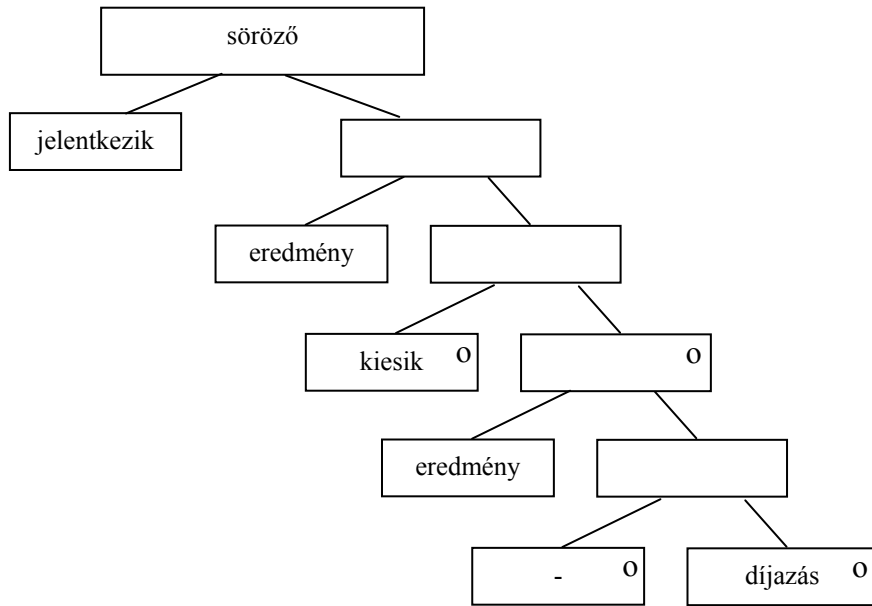 söröző
jelentkezik
eredmény
kiesik o
o
eredmény
- o
díjazás o